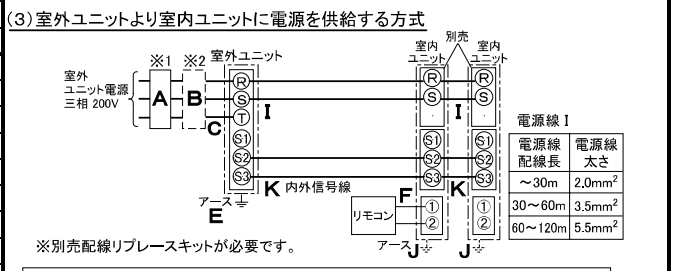 (3)室外ユニットより室内ユニットに電源を供給する方式
※1 ※2 室外ユニット
室内ユニット
別売
室内ユニット
室外
ユニット電源
三相 200V
A
B
C
R
S
T
S1
S2
S3
I
R
S
S1
S2
S3
I
R
S
S1
S2
S3
K 内外信号線
K
アース
E
F
リモコン
①
②
①
②
アース J
J
※別売配線リプレースキットが必要です。
電源線 I
電源線配線長 電源線太さ
～30m 2.0mm²
30～60m 3.5mm²
60～120m 5.5mm²